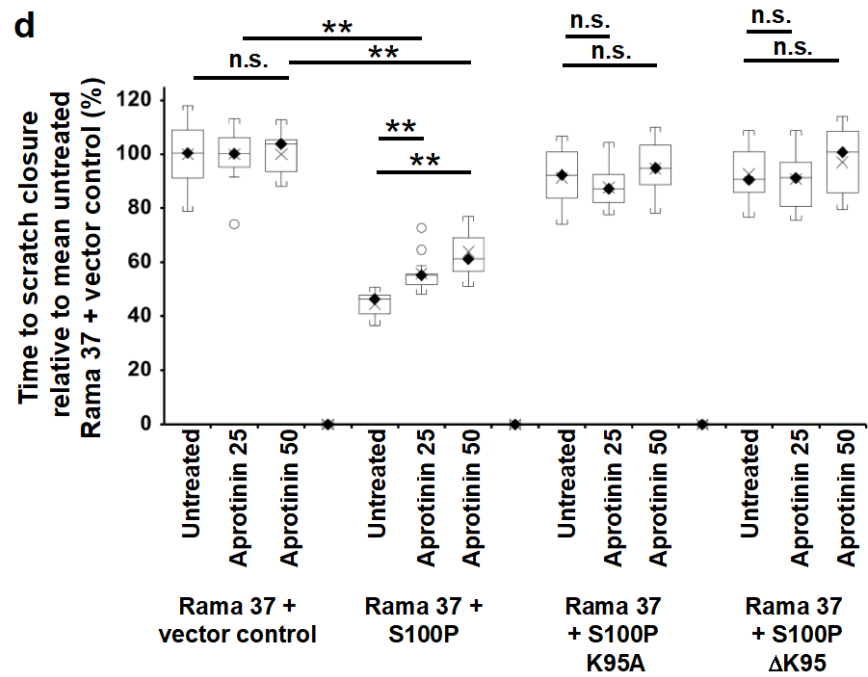 d
**
n.s.
**
n.s.
n.s.
n.s.
n.s.
**
**
Time to scratch closure
relative to mean untreated
Rama 37 + vector control (%)
120
100
80
60
40
20
0
Untreated
Aprotinin 25
Aprotinin 50
Untreated
Aprotinin 25
Aprotinin 50
Untreated
Aprotinin 25
Aprotinin 50
Untreated
Aprotinin 25
Aprotinin 50
Rama 37 +
vector control
Rama 37 +
S100P
Rama 37
+ S100P
K95A
Rama 37
+ S100P
ΔK95